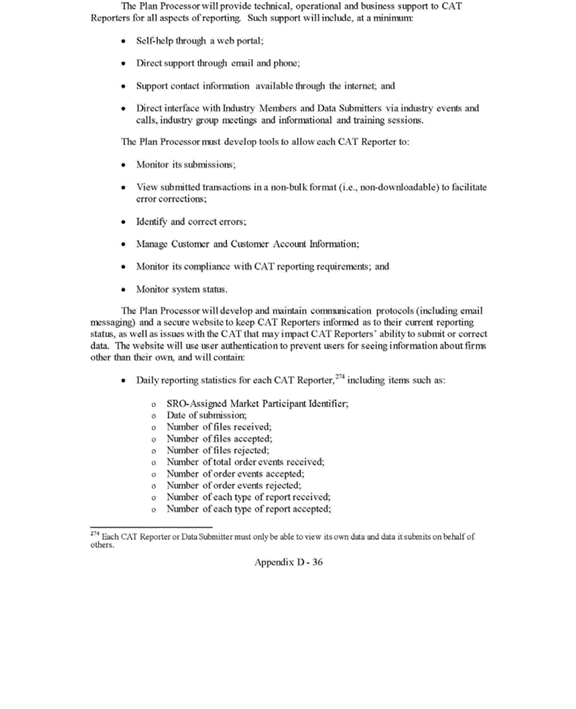 The Plan Processor will provide technical, operational and business support to CAT
Reporters for all aspects of reporting. Such support will include, at a minimum:
• Self-help through a web portal;
• Direct support through email and phone;
• Support contact information available through the internet; and
• Direct interface with Industry Members and Data Submitters via industry events and
calls, industry group meetings and informational and training sessions.
The Plan Processor must develop tools to allow each CAT Reporter to:
• Monitor its submissions;
• View submitted transactions in a non-bulk format (i.e., non-downloadable) to facilitate
error corrections;
• Identify and correct errors;
• Manage Customer and Customer Account Information;
• Monitor its compliance with CAT reporting requirements; and
• Monitor system status.
The Plan Processor will develop and maintain communication protocols (including email
messaging) and a secure website to keep CAT Reporters informed as to their current reporting
status, as well as issues with the CAT that may impact CAT Reporters' ability to submit or correct
data. The website will use user authentication to prevent users for seeing information about firms
other than their own, and will contain:
• Daily reporting statistics for each CAT Reporter,274 including items such as:
o SRO-Assigned Market Participant Identifier;
o Date of submission;
o Number of files received;
o Number of files accepted;
o Number of files rejected;
o Number of total order events received;
o Number of order events accepted;
o Number of order events rejected;
o Number of each type of report received;
o Number of each type of report accepted;
274 Each CAT Reporter or Data Submitter must only be able to view its own data and data it submits on behalf of
others.
Appendix D - 36